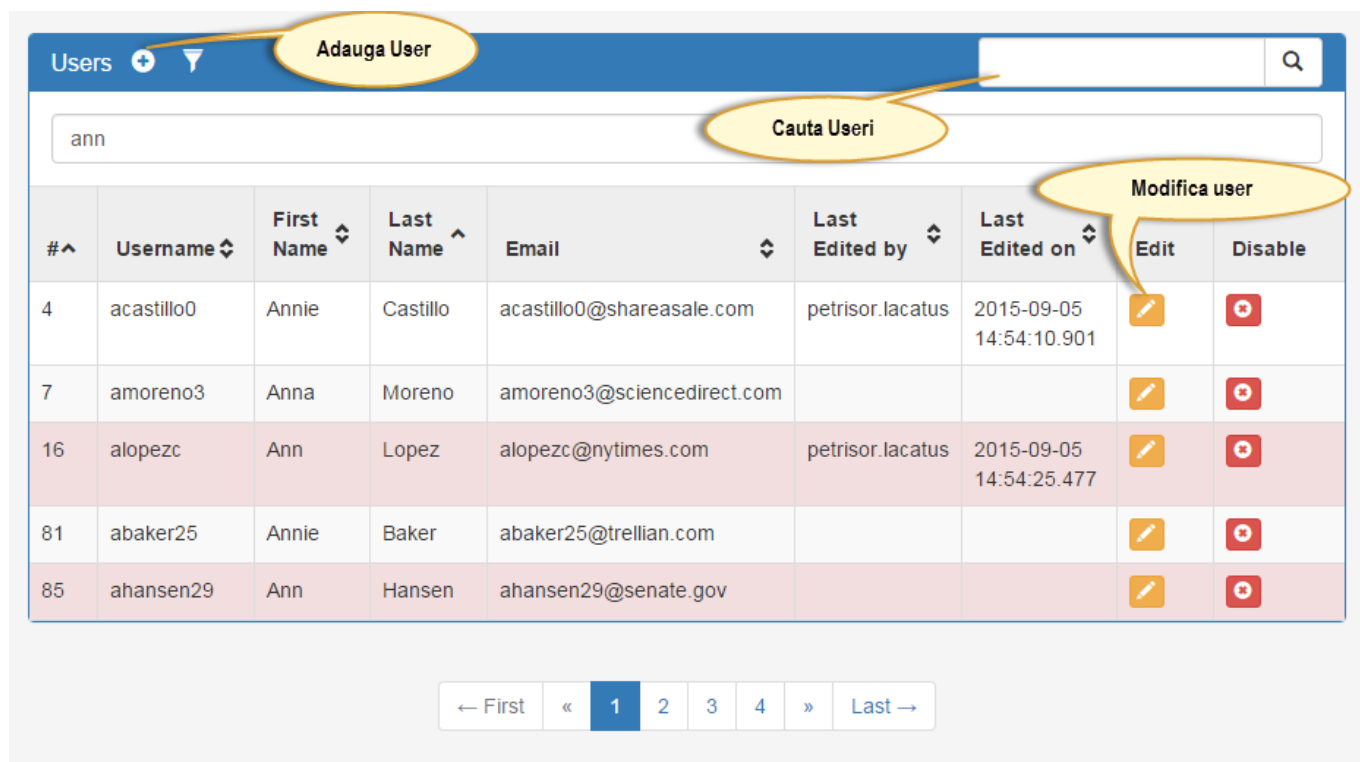 Users
Adauga User
Cauta Useri
ann
Modifica user
# Username First Name Last Name Email Last Edited by Last Edited on Edit Disable
4 acastillo0 Annie Castillo acastillo0@shareasale.com petrisor.lacatus 2015-09-05 14:54:10.901
7 amoreno3 Anna Moreno amoreno3@sciencedirect.com
16 alopezc Ann Lopez alopezc@nytimes.com petrisor.lacatus 2015-09-05 14:54:25.477
81 abaker25 Annie Baker abaker25@trellian.com
85 ahansen29 Ann Hansen ahansen29@senate.gov
← First « 1 2 3 4 » Last →